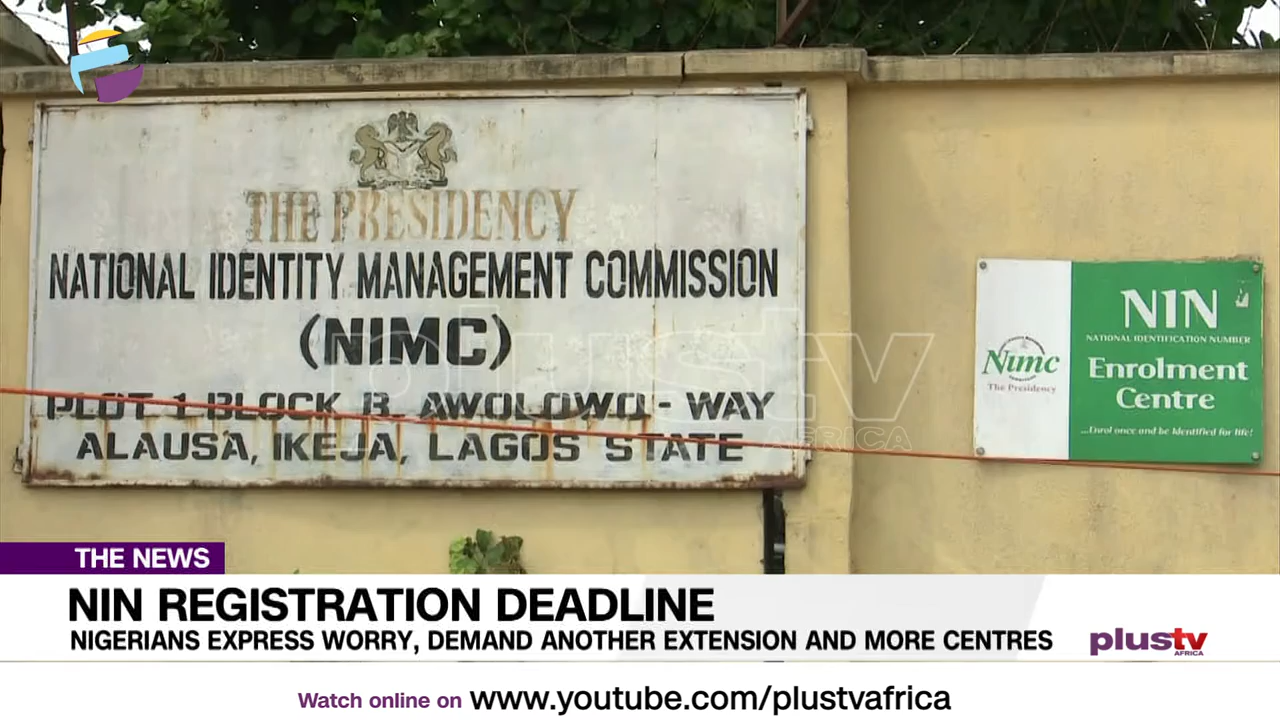 THE PRESIDENCY
NATIONAL IDENTITY MANAGEMENT COMMISSION
(NIMC)
PLOT 1 BLOCK B. AWOLOWO - WAY
ALAUSA, IKEJA, LAGOS STATE
NIN
NATIONAL IDENTIFICATION NUMBER
Enrolment
Centre
...Enrol once and be identified for life!
Nimc
The Presidency
plustv
AFRICA
THE NEWS
NIN REGISTRATION DEADLINE
NIGERIANS EXPRESS WORRY, DEMAND ANOTHER EXTENSION AND MORE CENTRES
plustv
AFRICA
Watch online on www.youtube.com/plustvafrica